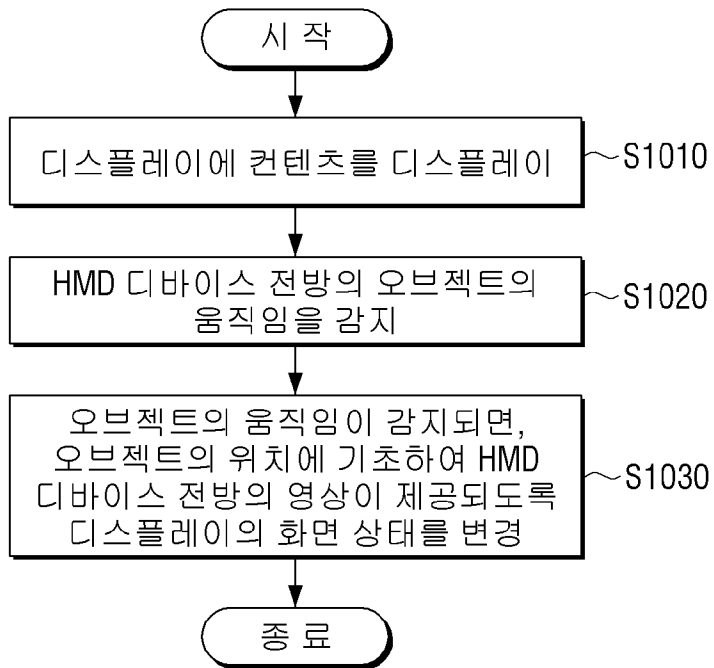 시 작
디스플레이에 컨텐츠를 디스플레이
S1010
HMD 디바이스 전방의 오브젝트의
움직임을 감지
S1020
오브젝트의 움직임이 감지되면,
오브젝트의 위치에 기초하여 HMD
디바이스 전방의 영상이 제공되도록
디스플레이의 화면 상태를 변경
S1030
종 료